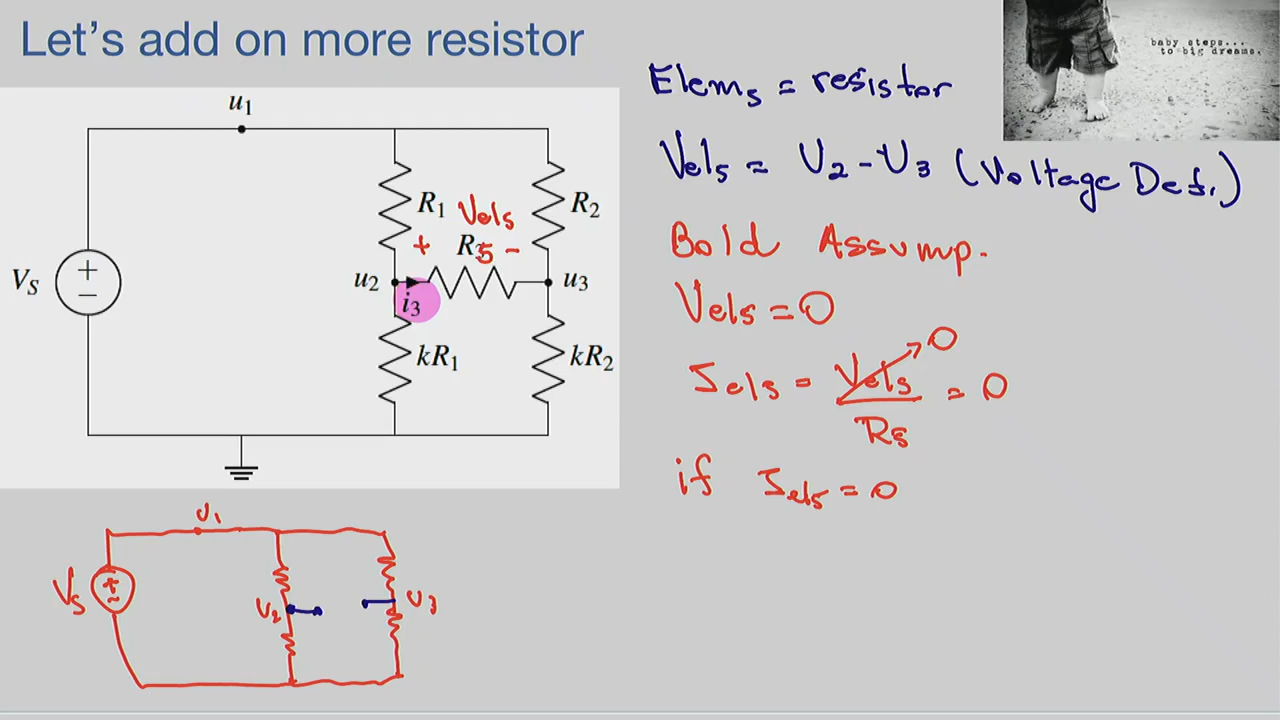 Let's add on more resistor
baby steps...
to big dreams.
Elem5 = resistor
Vel5 = U2 - U3 (Voltage Def.)
Bold Assump.
Vel5 = 0
Iel5 = Vel5 / R5 = 0
0
if Iel5 = 0
u1
R1
Vel5
R2
+ R5 -
VS
+
−
u2
i3
u3
kR1
kR2
U1
VS
+
~
U2
U3